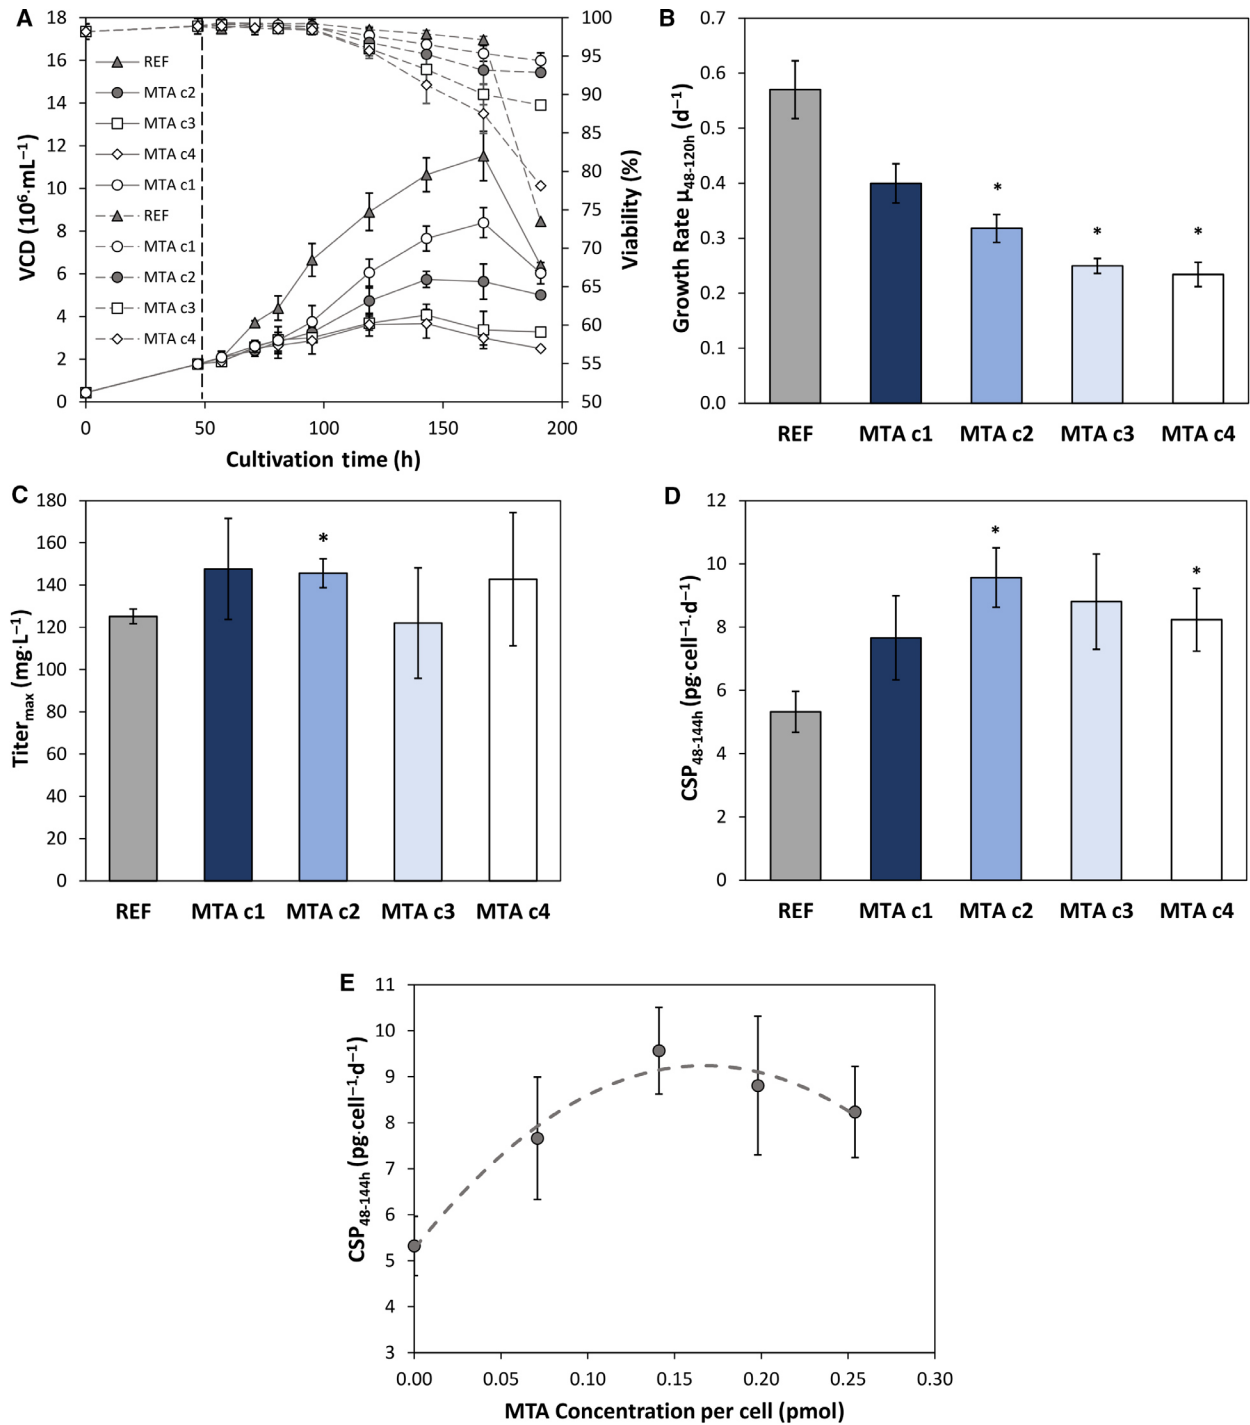 A
18
16
14
12
10
8
6
4
2
0
VCD (10⁶·mL⁻¹)
REF
MTA c2
MTA c3
MTA c4
MTA c1
REF
MTA c1
MTA c2
MTA c3
MTA c4
100
95
90
85
80
75
70
65
60
55
50
Viability (%)
0 50 100 150 200
Cultivation time (h)
B
0.7
0.6
0.5
0.4
0.3
0.2
0.1
0.0
Growth Rate μ48-120h (d⁻¹)
* * *
REF MTA c1 MTA c2 MTA c3 MTA c4
C
180
160
140
120
100
80
60
40
20
0
Titermax (mg·L⁻¹)
*
REF MTA c1 MTA c2 MTA c3 MTA c4
D
12
10
8
6
4
2
0
CSP48-144h (pg·cell⁻¹·d⁻¹)
* *
REF MTA c1 MTA c2 MTA c3 MTA c4
E
11
10
9
8
7
6
5
4
3
CSP48-144h (pg·cell⁻¹·d⁻¹)
0.00 0.05 0.10 0.15 0.20 0.25 0.30
MTA Concentration per cell (pmol)